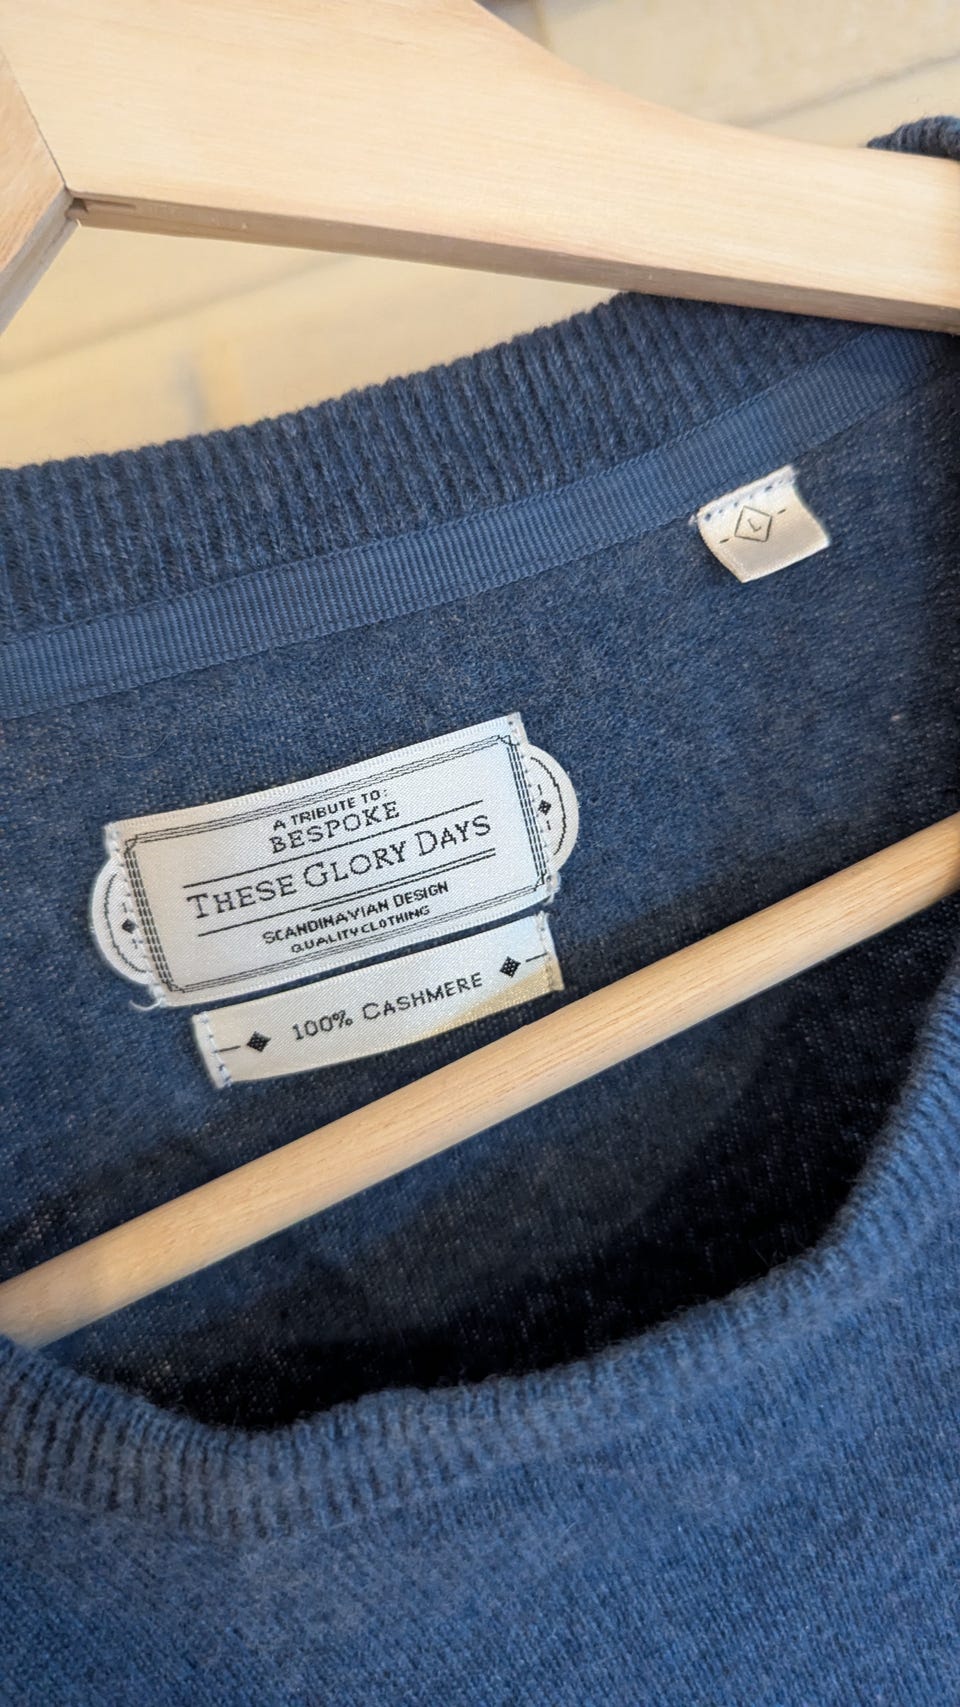 L
A TRIBUTE TO:
BESPOKE
THESE GLORY DAYS
SCANDINAVIAN DESIGN
QUALITY CLOTHING
100% CASHMERE